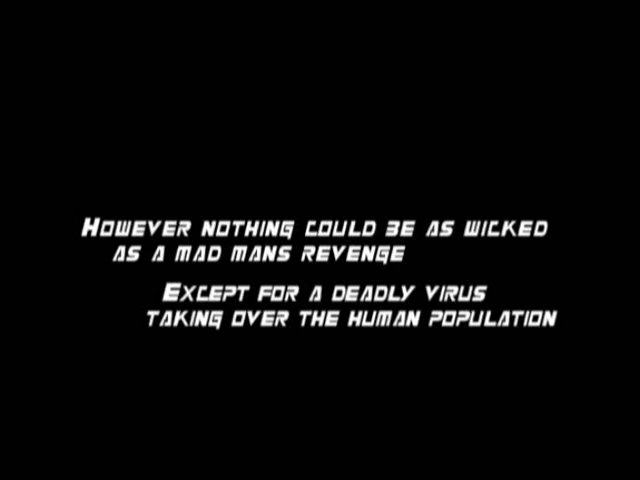 However nothing could be as wicked
as a mad mans revenge
Except for a deadly virus
taking over the human population